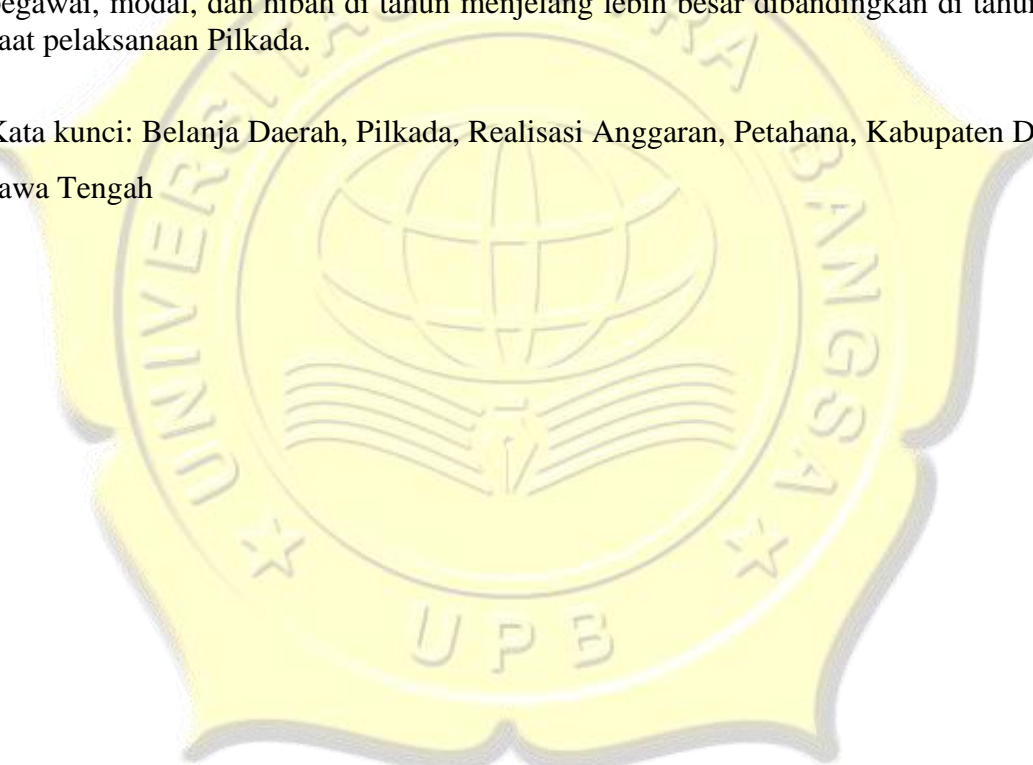 pegawai, modal, dan hibah di tahun menjelang lebih besar dibandingkan di tahun
saat pelaksanaan Pilkada.
Kata kunci: Belanja Daerah, Pilkada, Realisasi Anggaran, Petahana, Kabupaten D
Jawa Tengah
UNIVERSITAS PUTRA BANGSA
UPB